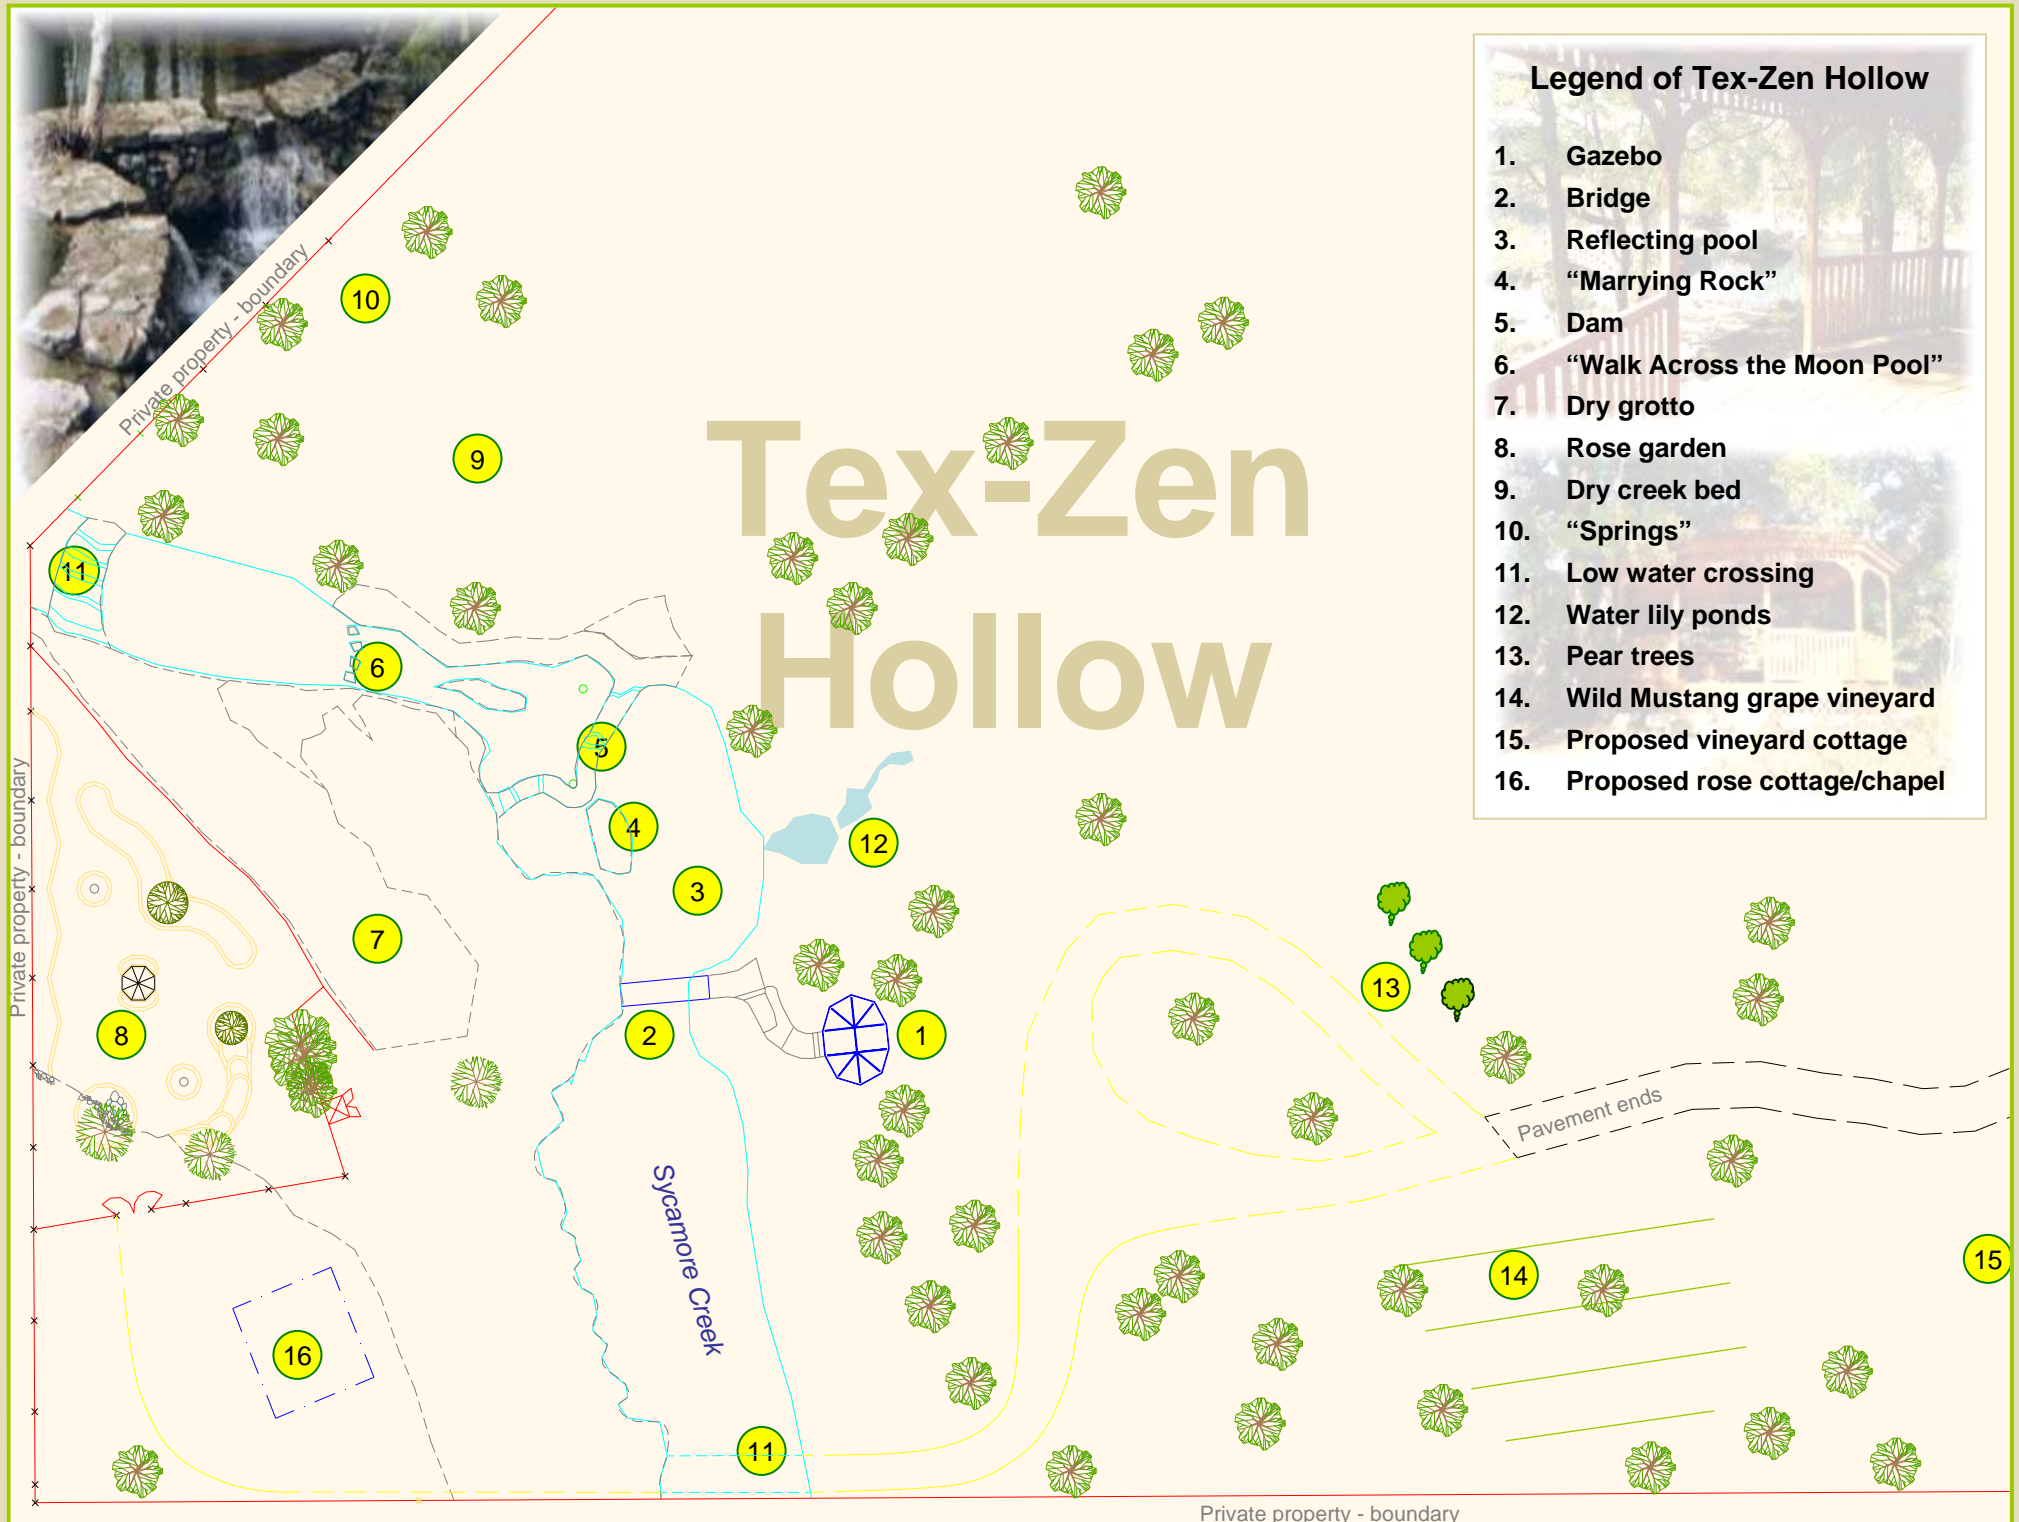 Legend of Tex-Zen Hollow
1. Gazebo
2. Bridge
3. Reflecting pool
4. “Marrying Rock”
5. Dam
6. “Walk Across the Moon Pool”
7. Dry grotto
8. Rose garden
9. Dry creek bed
10. “Springs”
11. Low water crossing
12. Water lily ponds
13. Pear trees
14. Wild Mustang grape vineyard
15. Proposed vineyard cottage
16. Proposed rose cottage/chapel
Private property - boundary
10
9
Tex-Zen
Hollow
11
6
5
4
12
3
Private property - boundary
7
13
8
2
1
Pavement ends
Sycamore Creek
15
14
16
11
Private property - boundary